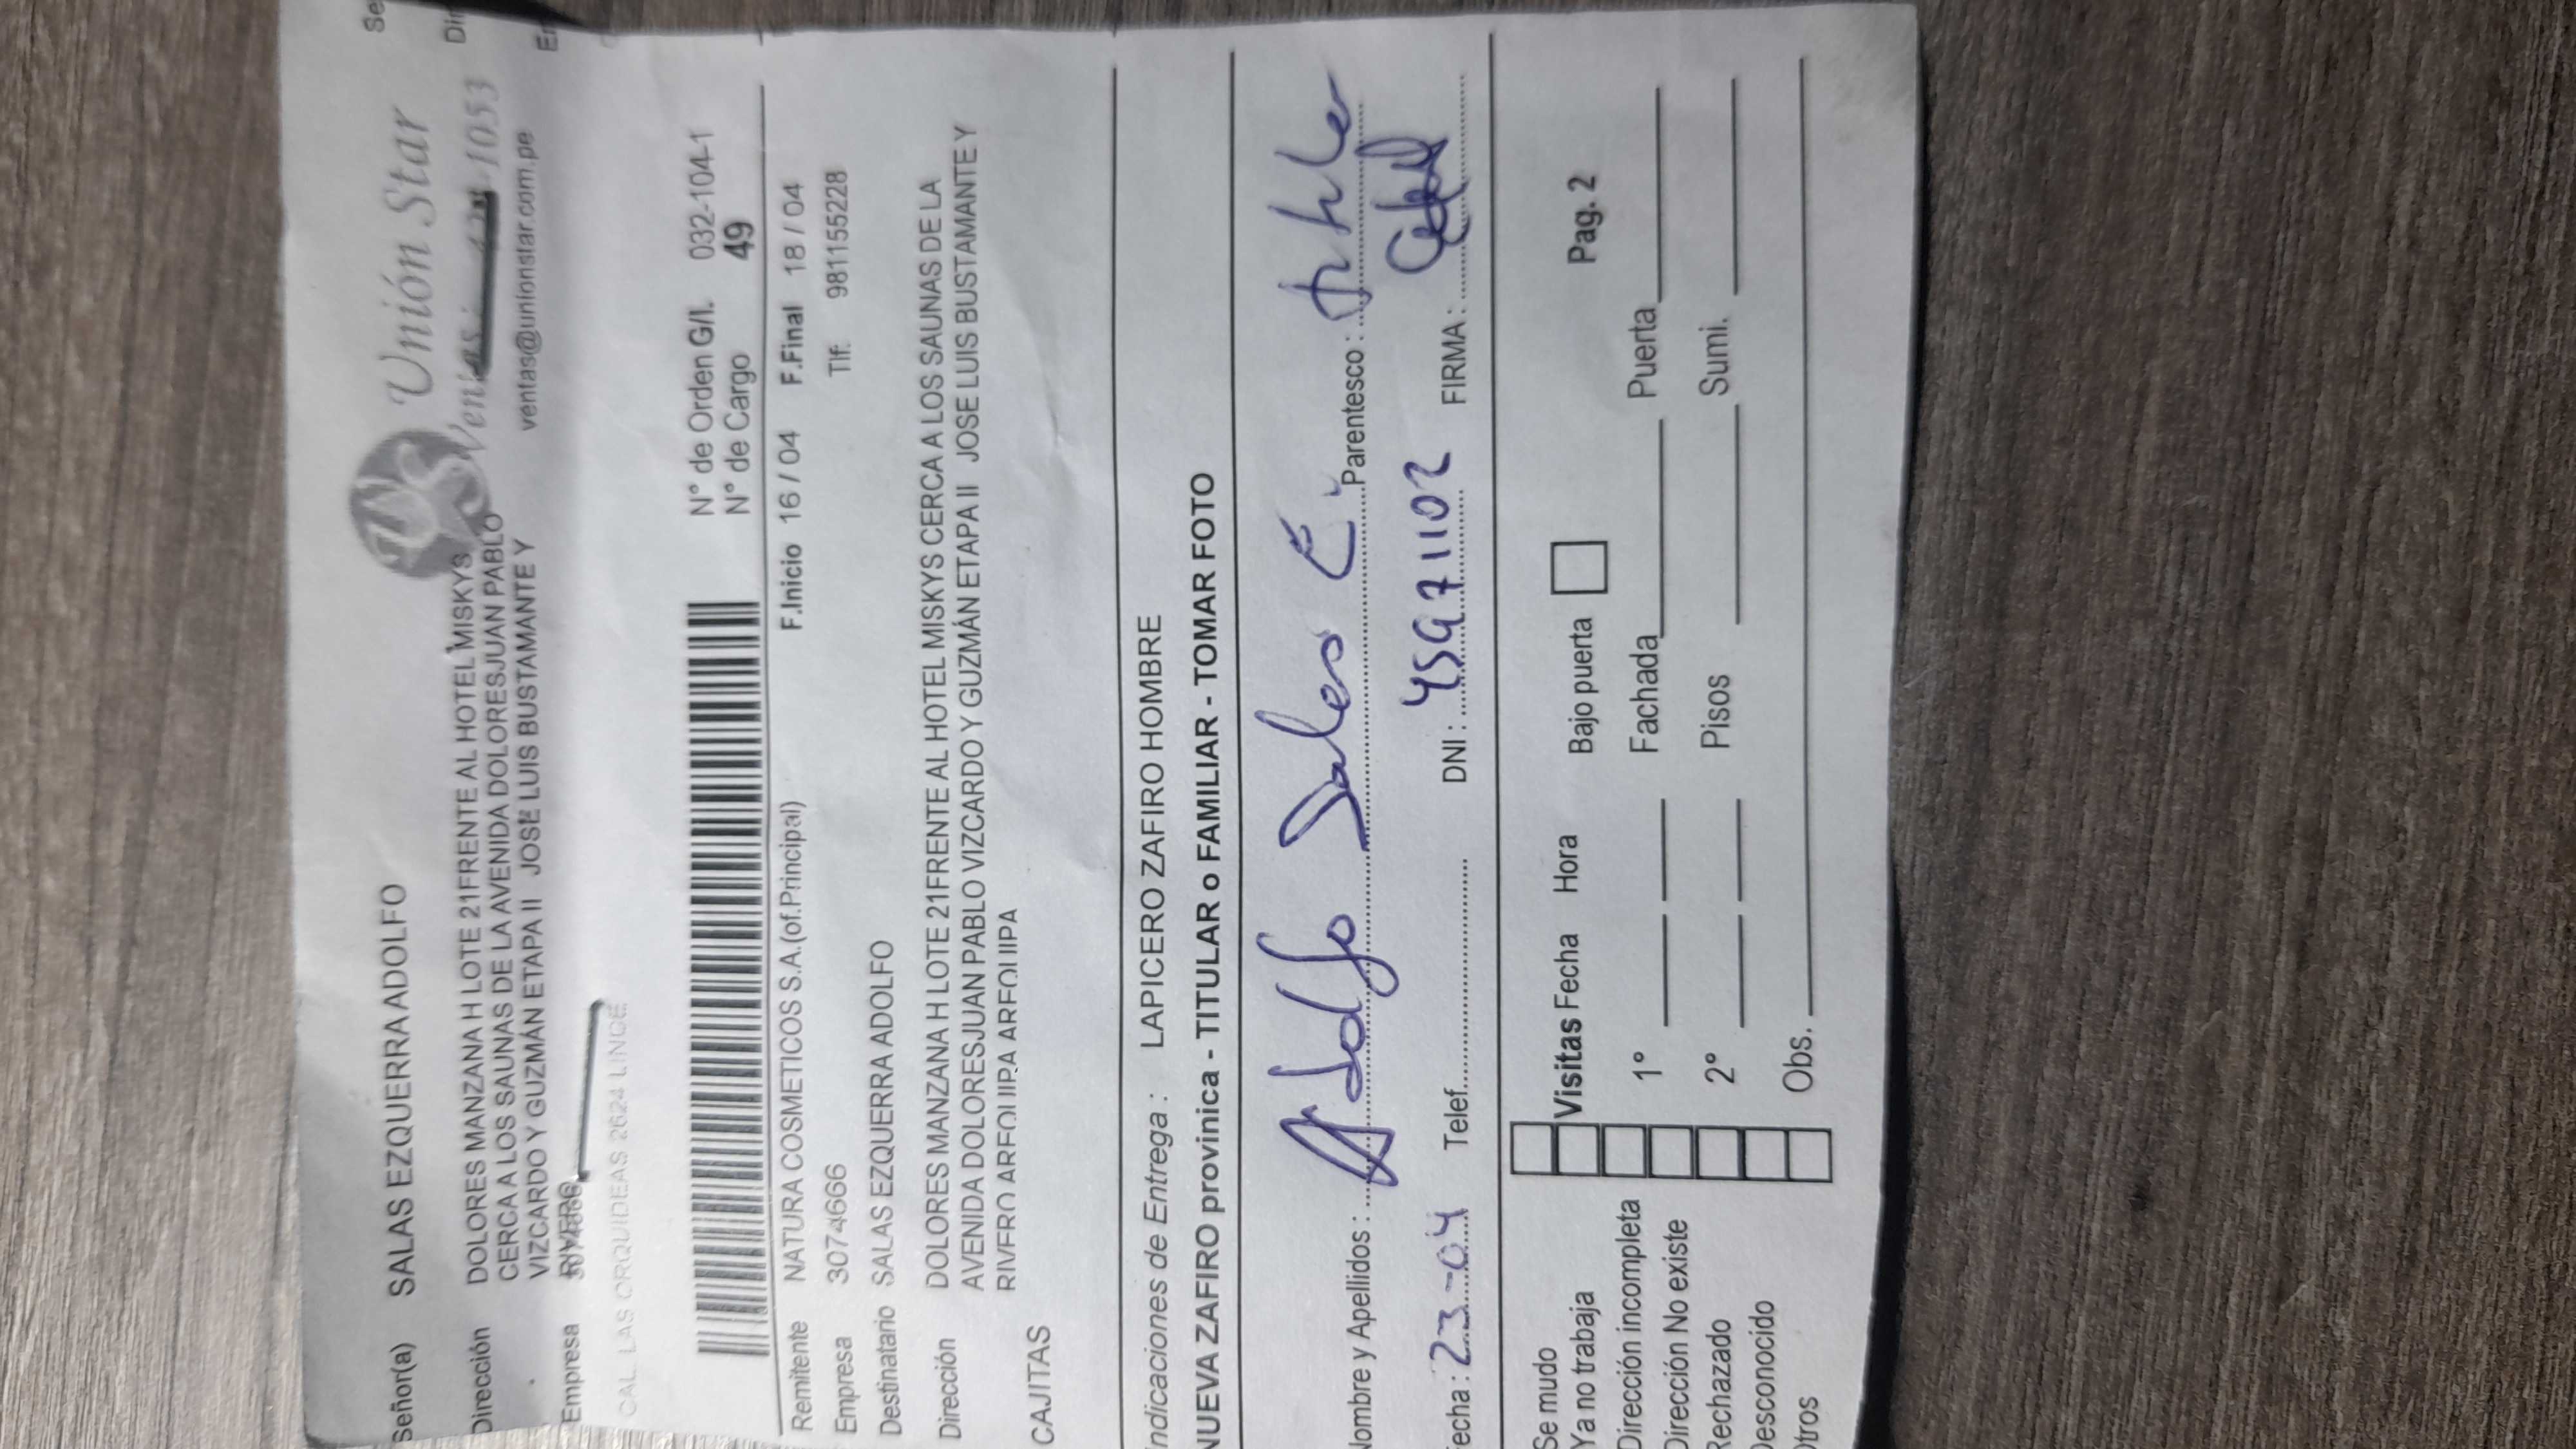 Señor(a) SALAS EZQUERRA ADOLFO
Unión Star
Ventas: 1053
ventas@unionstar.com.pe
Dirección DOLORES MANZANA H LOTE 21FRENTE AL HOTEL MISKYS
CERCA A LOS SAUNAS DE LA AVENIDA DOLORESJUAN PABLO
VIZCARDO Y GUZMÁN ETAPA II JOSE LUIS BUSTAMANTE Y
Empresa
CAL. LAS ORQUIDEAS 2624 LINCE
N° de Orden G/I. 032-104-1
N° de Cargo 49
Remitente NATURA COSMETICOS S.A.(of.Principal) F.Inicio 16 / 04 F.Final 18 / 04
Empresa 3074666 Tlf: 981155228
Destinatario SALAS EZQUERRA ADOLFO
Dirección DOLORES MANZANA H LOTE 21FRENTE AL HOTEL MISKYS CERCA A LOS SAUNAS DE LA
AVENIDA DOLORESJUAN PABLO VIZCARDO Y GUZMÁN ETAPA II JOSE LUIS BUSTAMANTE Y
RIVERO AREQUIPA AREQUIPA
CAJITAS
Indicaciones de Entrega : LAPICERO ZAFIRO HOMBRE
NUEVA ZAFIRO provinica - TITULAR o FAMILIAR - TOMAR FOTO
Nombre y Apellidos : Adolfo Salas E. Parentesco :
Fecha : 23-04 Telef. DNI : 45971102 FIRMA :
Se mudo
Ya no trabaja Visitas Fecha Hora Bajo puerta Pag. 2
Dirección incompleta
Dirección No existe 1° Fachada Puerta
Rechazado 2° Pisos Sumi.
Desconocido
Otros Obs.